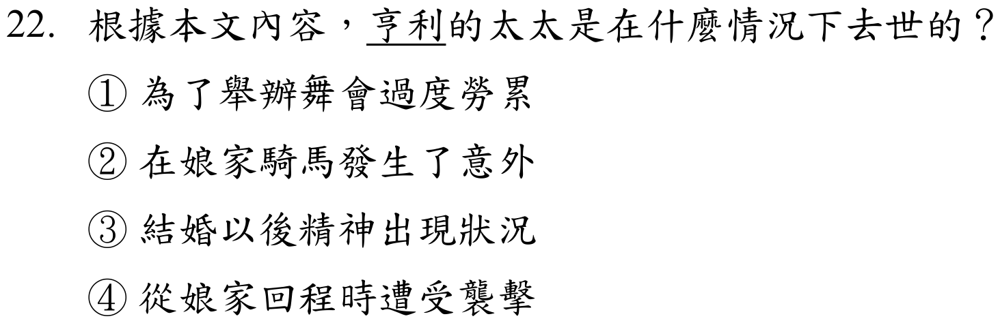 22. 根據本文內容，亨利的太太是在什麼情況下去世的？
① 為了舉辦舞會過度勞累
② 在娘家騎馬發生了意外
③ 結婚以後精神出現狀況
④ 從娘家回程時遭受襲擊